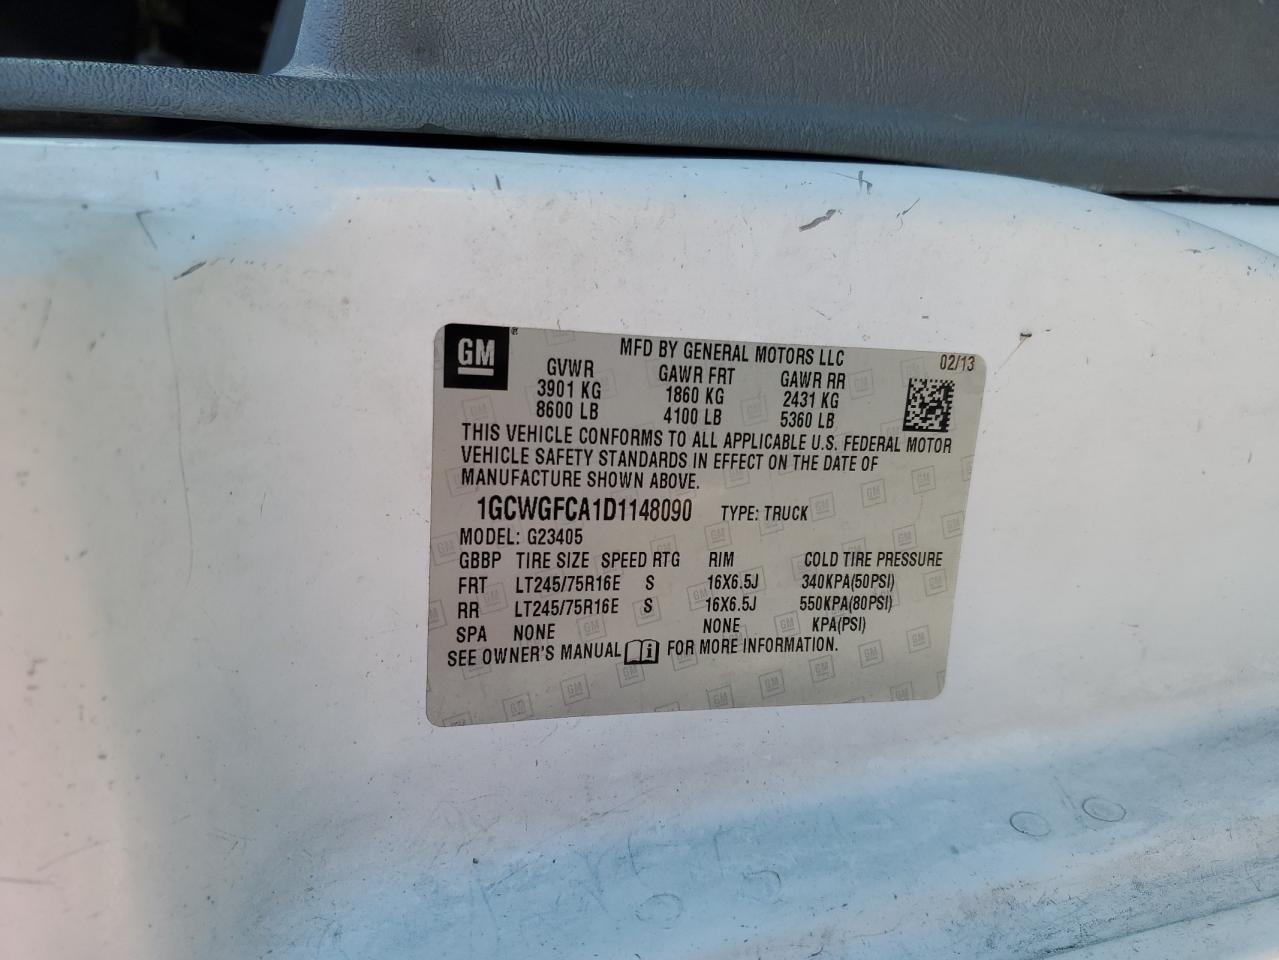 GM
MFD BY GENERAL MOTORS LLC 02/13
GVWR GAWR FRT GAWR RR
3901 KG 1860 KG 2431 KG
8600 LB 4100 LB 5360 LB
THIS VEHICLE CONFORMS TO ALL APPLICABLE U.S. FEDERAL MOTOR
VEHICLE SAFETY STANDARDS IN EFFECT ON THE DATE OF
MANUFACTURE SHOWN ABOVE.
1GCWGFCA1D1148090 TYPE: TRUCK
MODEL: G23405
GBBP TIRE SIZE SPEED RTG RIM COLD TIRE PRESSURE
FRT LT245/75R16E S 16X6.5J 340KPA(50PSI)
RR LT245/75R16E S 16X6.5J 550KPA(80PSI)
SPA NONE NONE KPA(PSI)
SEE OWNER'S MANUAL i FOR MORE INFORMATION.